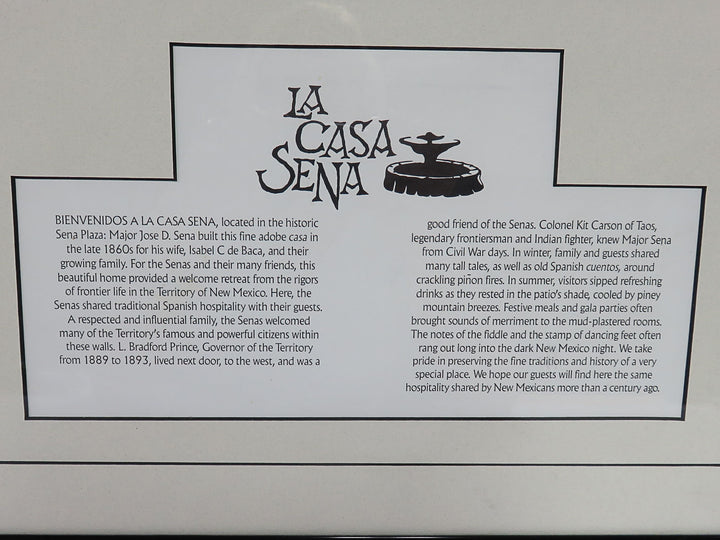 LA
CASA
SENA
BIENVENIDOS A LA CASA SENA, located in the historic
Sena Plaza: Major Jose D. Sena built this fine adobe casa in
the late 1860s for his wife, Isabel C de Baca, and their
growing family. For the Senas and their many friends, this
beautiful home provided a welcome retreat from the rigors
of frontier life in the Territory of New Mexico. Here, the
Senas shared traditional Spanish hospitality with their guests.
A respected and influential family, the Senas welcomed
many of the Territory's famous and powerful citizens within
these walls. L. Bradford Prince, Governor of the Territory
from 1889 to 1893, lived next door, to the west, and was a
good friend of the Senas. Colonel Kit Carson of Taos,
legendary frontiersman and Indian fighter, knew Major Sena
from Civil War days. In winter, family and guests shared
many tall tales, as well as old Spanish cuentos, around
crackling piñon fires. In summer, visitors sipped refreshing
drinks as they rested in the patio's shade, cooled by piney
mountain breezes. Festive meals and gala parties often
brought sounds of merriment to the mud-plastered rooms.
The notes of the fiddle and the stamp of dancing feet often
rang out long into the dark New Mexico night. We take
pride in preserving the fine traditions and history of a very
special place. We hope our guests will find here the same
hospitality shared by New Mexicans more than a century ago.